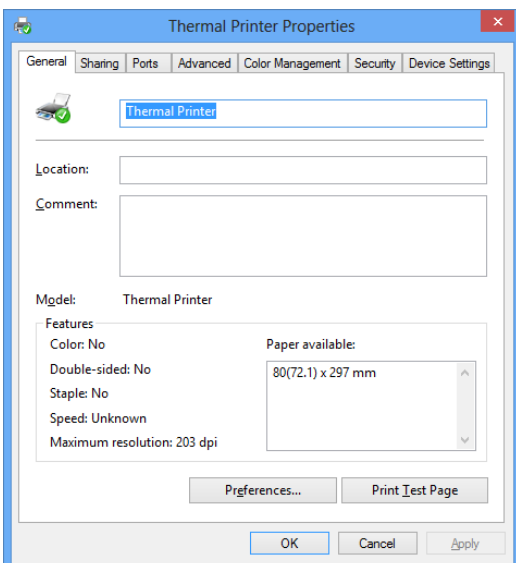 Thermal Printer Properties
General Sharing Ports Advanced Color Management Security Device Settings
Thermal Printer
Location:
Comment:
Model: Thermal Printer
Features
Color: No Paper available:
Double-sided: No 80(72.1) x 297 mm
Staple: No
Speed: Unknown
Maximum resolution: 203 dpi
Preferences... Print Test Page
OK Cancel Apply